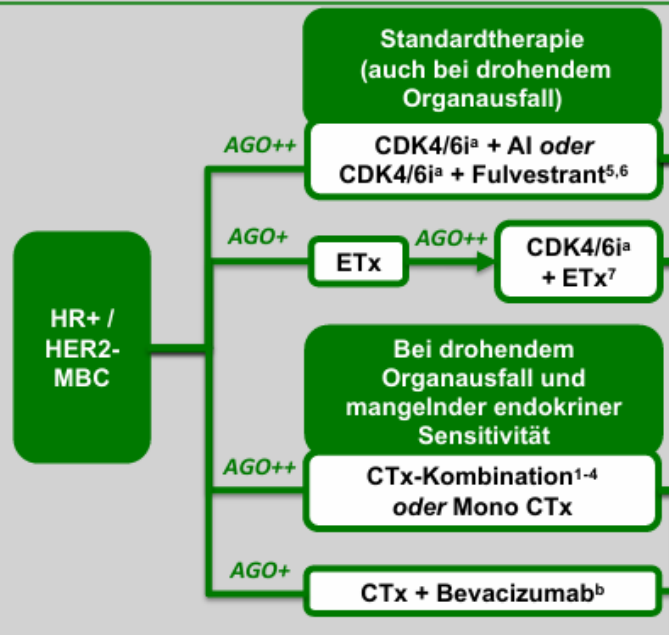 Standardtherapie
(auch bei drohendem
Organausfall)
AGO++
CDK4/6iᵃ + AI oder
CDK4/6iᵃ + Fulvestrant⁵,⁶
AGO+
ETx
AGO++
CDK4/6iᵃ
+ ETx⁷
HR+ /
HER2-
MBC
Bei drohendem
Organausfall und
mangelnder endokriner
Sensitivität
AGO++
CTx-Kombination¹⁻⁴
oder Mono CTx
AGO+
CTx + Bevacizumabᵇ